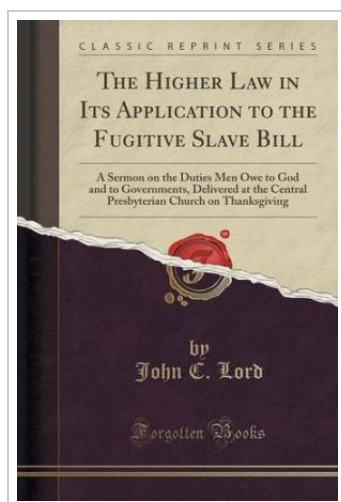 CLASSIC REPRINT SERIES
THE HIGHER LAW IN
ITS APPLICATION TO THE
FUGITIVE SLAVE BILL
A Sermon on the Duties Men Owe to God
and to Governments, Delivered at the Central
Presbyterian Church on Thanksgiving
by
John C. Lord
Forgotten Books